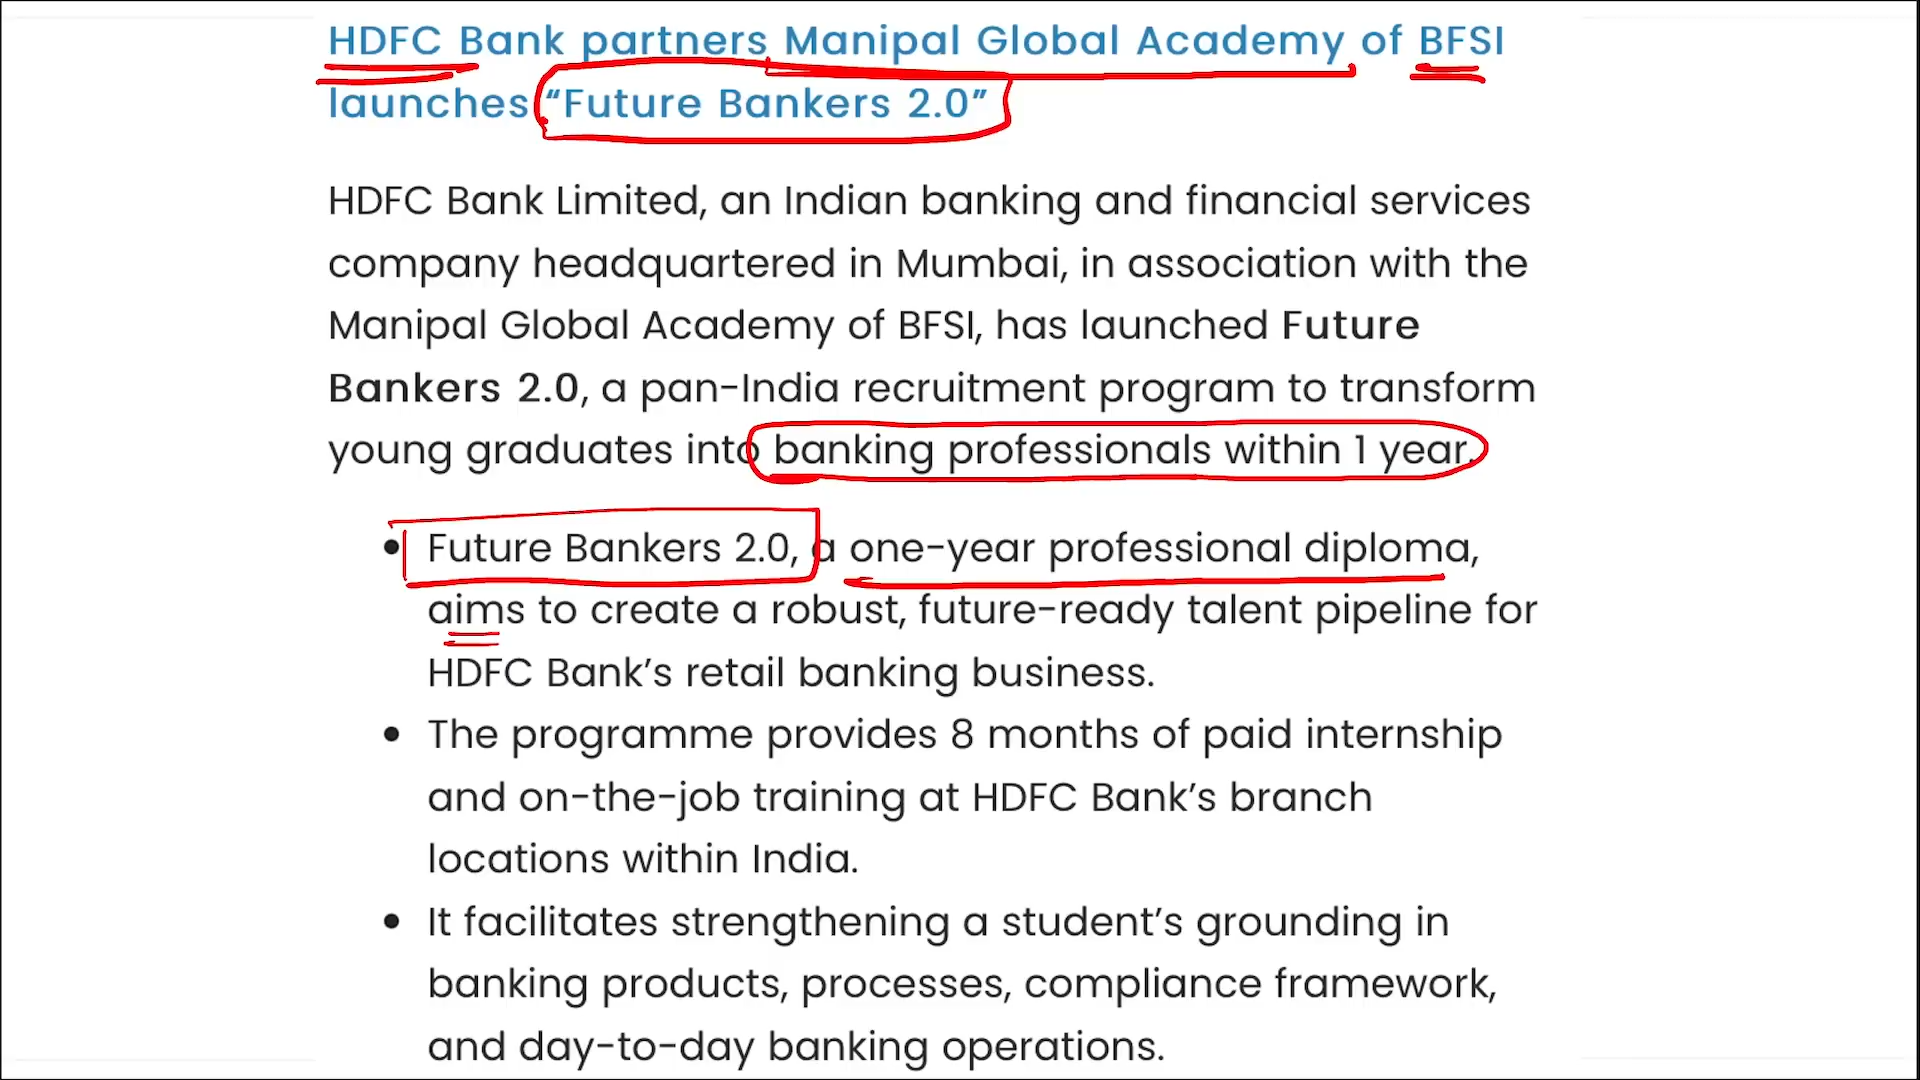 HDFC Bank partners Manipal Global Academy of BFSI
launches “Future Bankers 2.0”
HDFC Bank Limited, an Indian banking and financial services
company headquartered in Mumbai, in association with the
Manipal Global Academy of BFSI, has launched Future
Bankers 2.0, a pan-India recruitment program to transform
young graduates into banking professionals within 1 year.
• Future Bankers 2.0, a one-year professional diploma,
aims to create a robust, future-ready talent pipeline for
HDFC Bank’s retail banking business.
• The programme provides 8 months of paid internship
and on-the-job training at HDFC Bank’s branch
locations within India.
• It facilitates strengthening a student’s grounding in
banking products, processes, compliance framework,
and day-to-day banking operations.